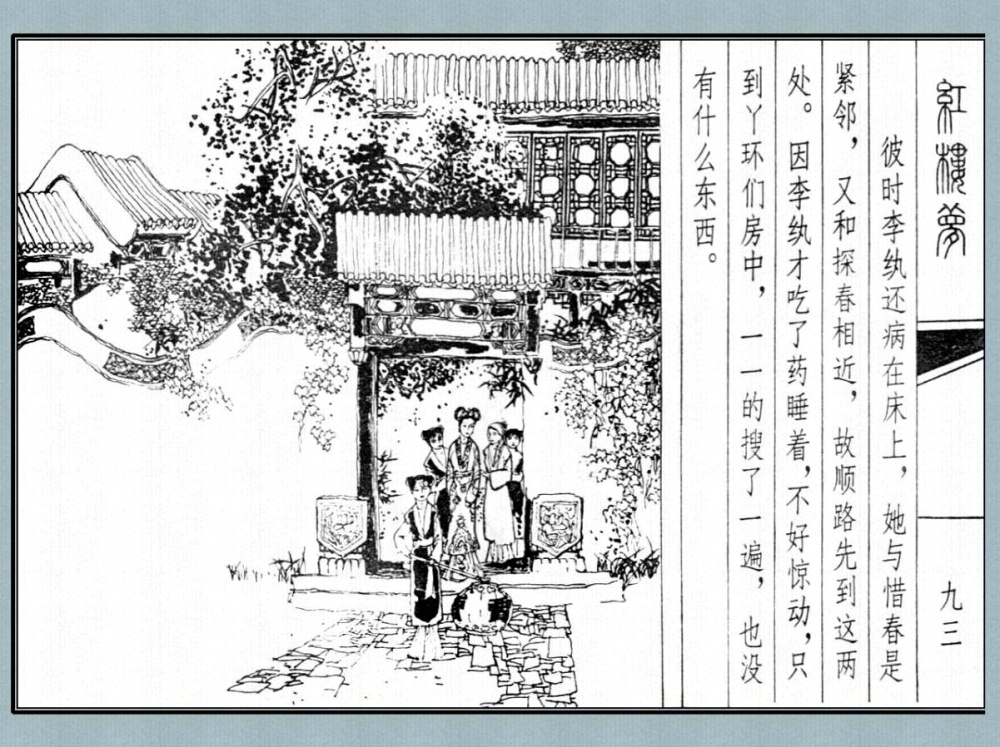 紅樓夢
九三
彼时李纨还病在床上，她与惜春是
紧邻，又和探春相近，故顺路先到这两
处。因李纨才吃了药睡着，不好惊动，只
到丫环们房中，一一的搜了一遍，也没
有什么东西。